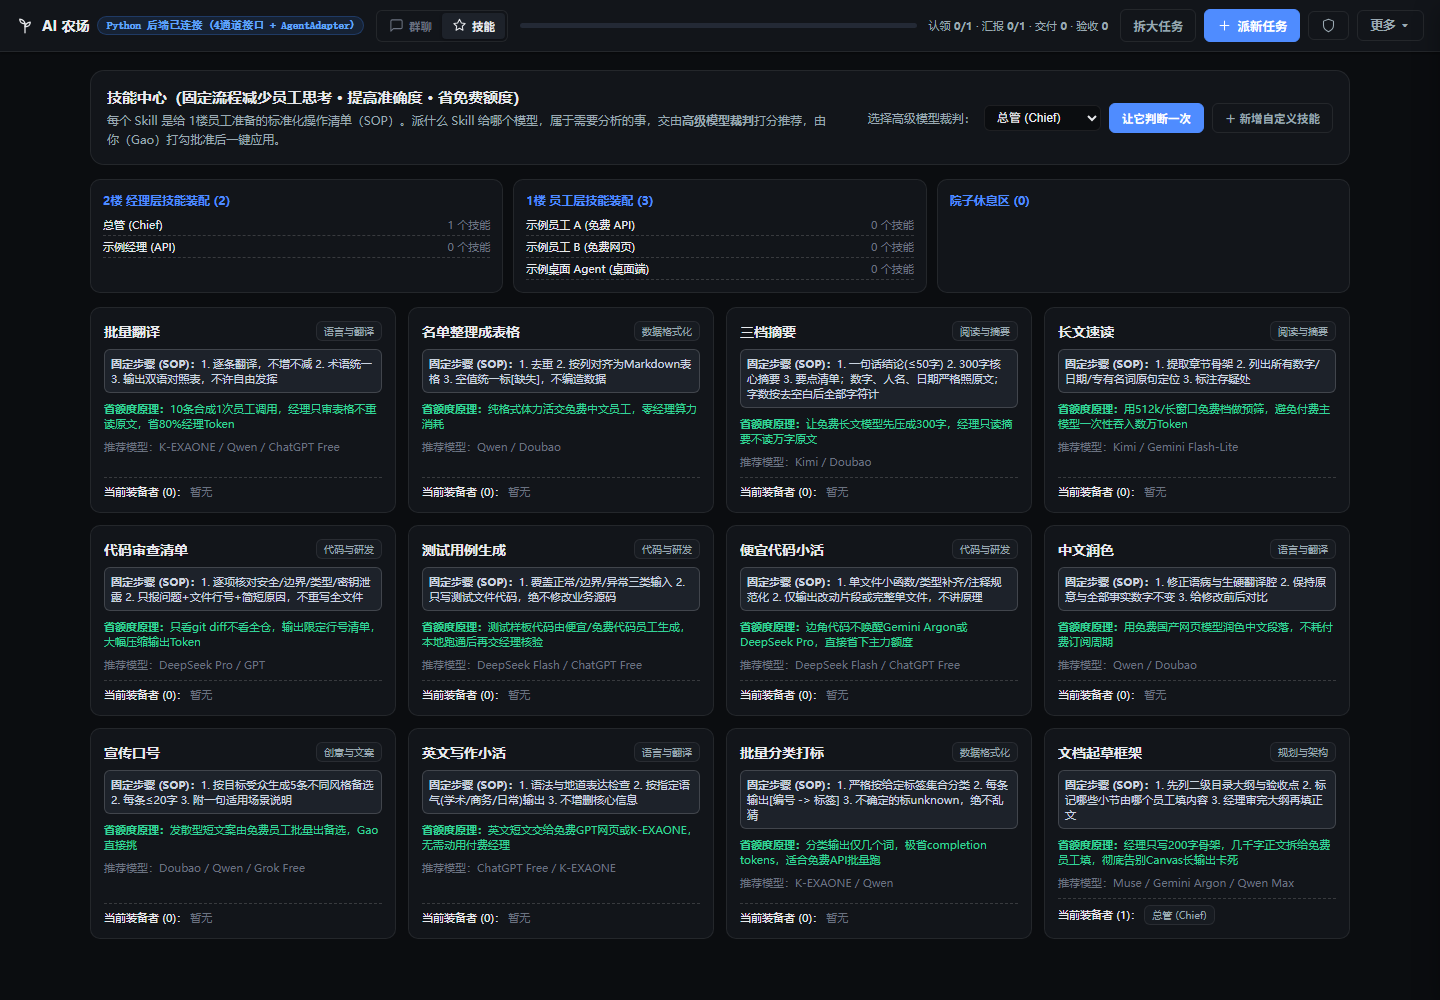 AI 农场
Python 后端已连接 (4通道接口 + AgentAdapter)
群聊
技能
认领 0/1 · 汇报 0/1 · 交付 0 · 验收 0
拆大任务
+ 派新任务
更多
技能中心（固定流程减少员工思考 • 提高准确度 • 省免费额度）
每个 Skill 是给 1楼员工准备的标准化操作清单（SOP）。派什么 Skill 给哪个模型，属于需要分析的事，交由高级模型裁判打分推荐，由
你（Gao）打勾批准后一键应用。
选择高级模型裁判：
总管 (Chief)
让它判断一次
+ 新增自定义技能
2楼 经理层技能装配 (2)
总管 (Chief)
1 个技能
示例经理 (API)
0 个技能
1楼 员工层技能装配 (3)
示例员工 A (免费 API)
0 个技能
示例员工 B (免费网页)
0 个技能
示例桌面 Agent (桌面端)
0 个技能
院子休息区 (0)
批量翻译
语言与翻译
固定步骤 (SOP)：1. 逐条翻译，不增不减 2. 术语统一
3. 输出双语对照表，不许自由发挥
省额度原理：10条合成1次员工调用，经理只审表格不重
读原文，省80%经理Token
推荐模型：K-EXAONE / Qwen / ChatGPT Free
当前装备者 (0)： 暂无
名单整理成表格
数据格式化
固定步骤 (SOP)：1. 去重 2. 按列对齐为Markdown表
格 3. 空值统一标[缺失]，不编造数据
省额度原理：纯格式体力活交免费中文员工，零经理算力
消耗
推荐模型：Qwen / Doubao
当前装备者 (0)： 暂无
三档摘要
阅读与摘要
固定步骤 (SOP)：1. 一句话结论(≤50字) 2. 300字核
心摘要 3. 要点清单；数字、人名、日期严格照原文；
字数按去空白后全部字符计
省额度原理：让免费长文模型先压成300字，经理只读摘
要不读万字原文
推荐模型：Kimi / Doubao
当前装备者 (0)： 暂无
长文速读
阅读与摘要
固定步骤 (SOP)：1. 提取章节骨架 2. 列出所有数字/
日期/专有名词原句定位 3. 标注存疑处
省额度原理：用512k/长窗口免费档做预筛，避免付费主
模型一次性吞入数万Token
推荐模型：Kimi / Gemini Flash-Lite
当前装备者 (0)： 暂无
代码审查清单
代码与研发
固定步骤 (SOP)：1. 逐项核对安全/边界/类型/密钥泄
露 2. 只报问题+文件行号+简短原因，不重写全文件
省额度原理：只看git diff不看全仓，输出限定行号清单，
大幅压缩输出Token
推荐模型：DeepSeek Pro / GPT
当前装备者 (0)： 暂无
测试用例生成
代码与研发
固定步骤 (SOP)：1. 覆盖正常/边界/异常三类输入 2.
只写测试文件代码，绝不修改业务源码
省额度原理：测试样板代码由便宜/免费代码员工生成，
本地跑通后再交经理核验
推荐模型：DeepSeek Flash / ChatGPT Free
当前装备者 (0)： 暂无
便宜代码小活
代码与研发
固定步骤 (SOP)：1. 单文件小函数/类型补齐/注释规
范化 2. 仅输出改动片段或完整单文件，不讲原理
省额度原理：边角代码不唤醒Gemini Argon或
DeepSeek Pro，直接省下主力额度
推荐模型：DeepSeek Flash / ChatGPT Free
当前装备者 (0)： 暂无
中文润色
语言与翻译
固定步骤 (SOP)：1. 修正语病与生硬翻译腔 2. 保持原
意与全部事实数字不变 3. 给修改前后对比
省额度原理：用免费国产网页模型润色中文段落，不耗付
费订阅周期
推荐模型：Qwen / Doubao
当前装备者 (0)： 暂无
宣传口号
创意与文案
固定步骤 (SOP)：1. 按目标受众生成5条不同风格备选
2. 每条≤20字 3. 附一句适用场景说明
省额度原理：发散型短文案由免费员工批量出备选，Gao
直接挑
推荐模型：Doubao / Qwen / Grok Free
当前装备者 (0)： 暂无
英文写作小活
语言与翻译
固定步骤 (SOP)：1. 语法与地道表达检查 2. 按指定语
气(学术/商务/日常)输出 3. 不增删核心信息
省额度原理：英文短文交给免费GPT网页或K-EXAONE，
无需动用付费经理
推荐模型：ChatGPT Free / K-EXAONE
当前装备者 (0)： 暂无
批量分类打标
数据格式化
固定步骤 (SOP)：1. 严格按给定标签集合分类 2. 每条
输出[编号 -> 标签] 3. 不确定的标unknown，绝不乱
猜
省额度原理：分类输出仅几个词，极省completion
tokens，适合免费API批量跑
推荐模型：K-EXAONE / Qwen
当前装备者 (0)： 暂无
文档起草框架
规划与架构
固定步骤 (SOP)：1. 先列二级目录大纲与验收点 2. 标
记哪些小节由哪个员工填内容 3. 经理审完大纲再填正
文
省额度原理：经理只写200字骨架，几千字正文拆给免费
员工填，彻底告别Canvas长输出卡死
推荐模型：Muse / Gemini Argon / Qwen Max
当前装备者 (1)： 总管 (Chief)